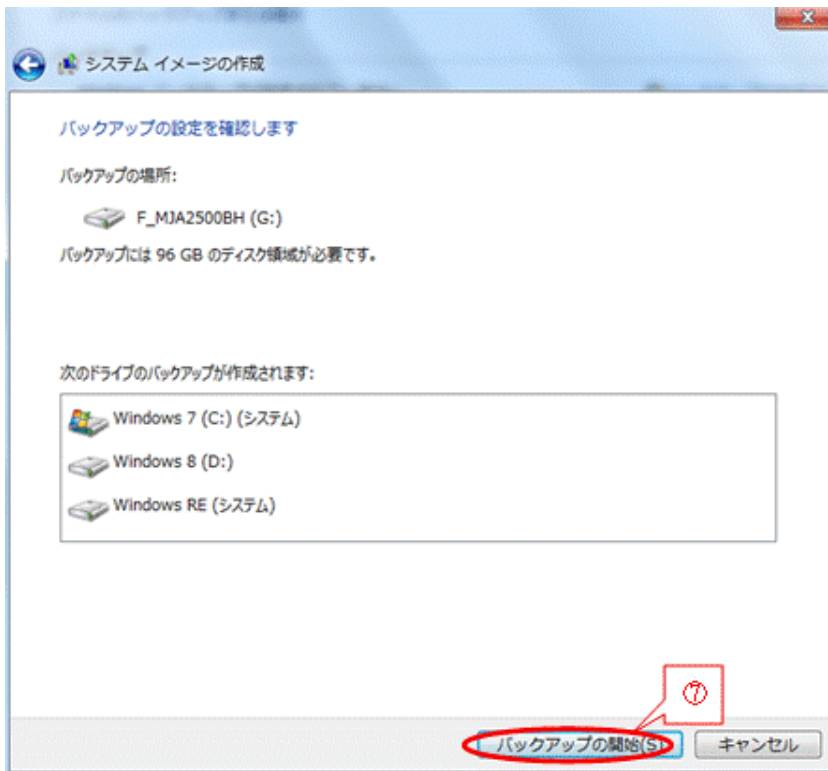 システム イメージの作成
バックアップの設定を確認します
バックアップの場所:
F_MJA2500BH (G:)
バックアップには 96 GB のディスク領域が必要です。
次のドライブのバックアップが作成されます:
Windows 7 (C:) (システム)
Windows 8 (D:)
Windows RE (システム)
⑦
バックアップの開始(S)
キャンセル